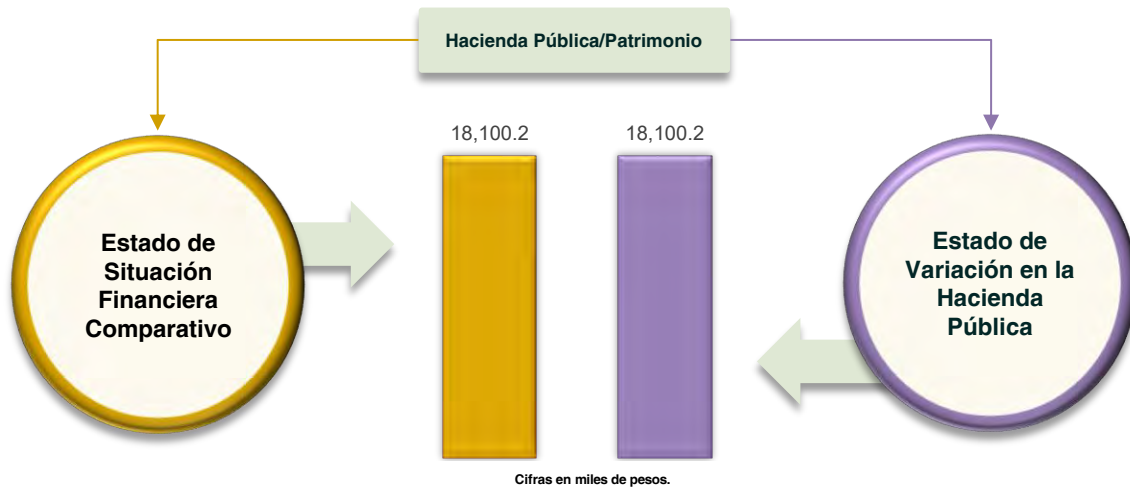 Hacienda Pública/Patrimonio
18,100.2
18,100.2
Estado de
Situación
Financiera
Comparativo
Estado de
Variación en la
Hacienda
Pública
Cifras en miles de pesos.